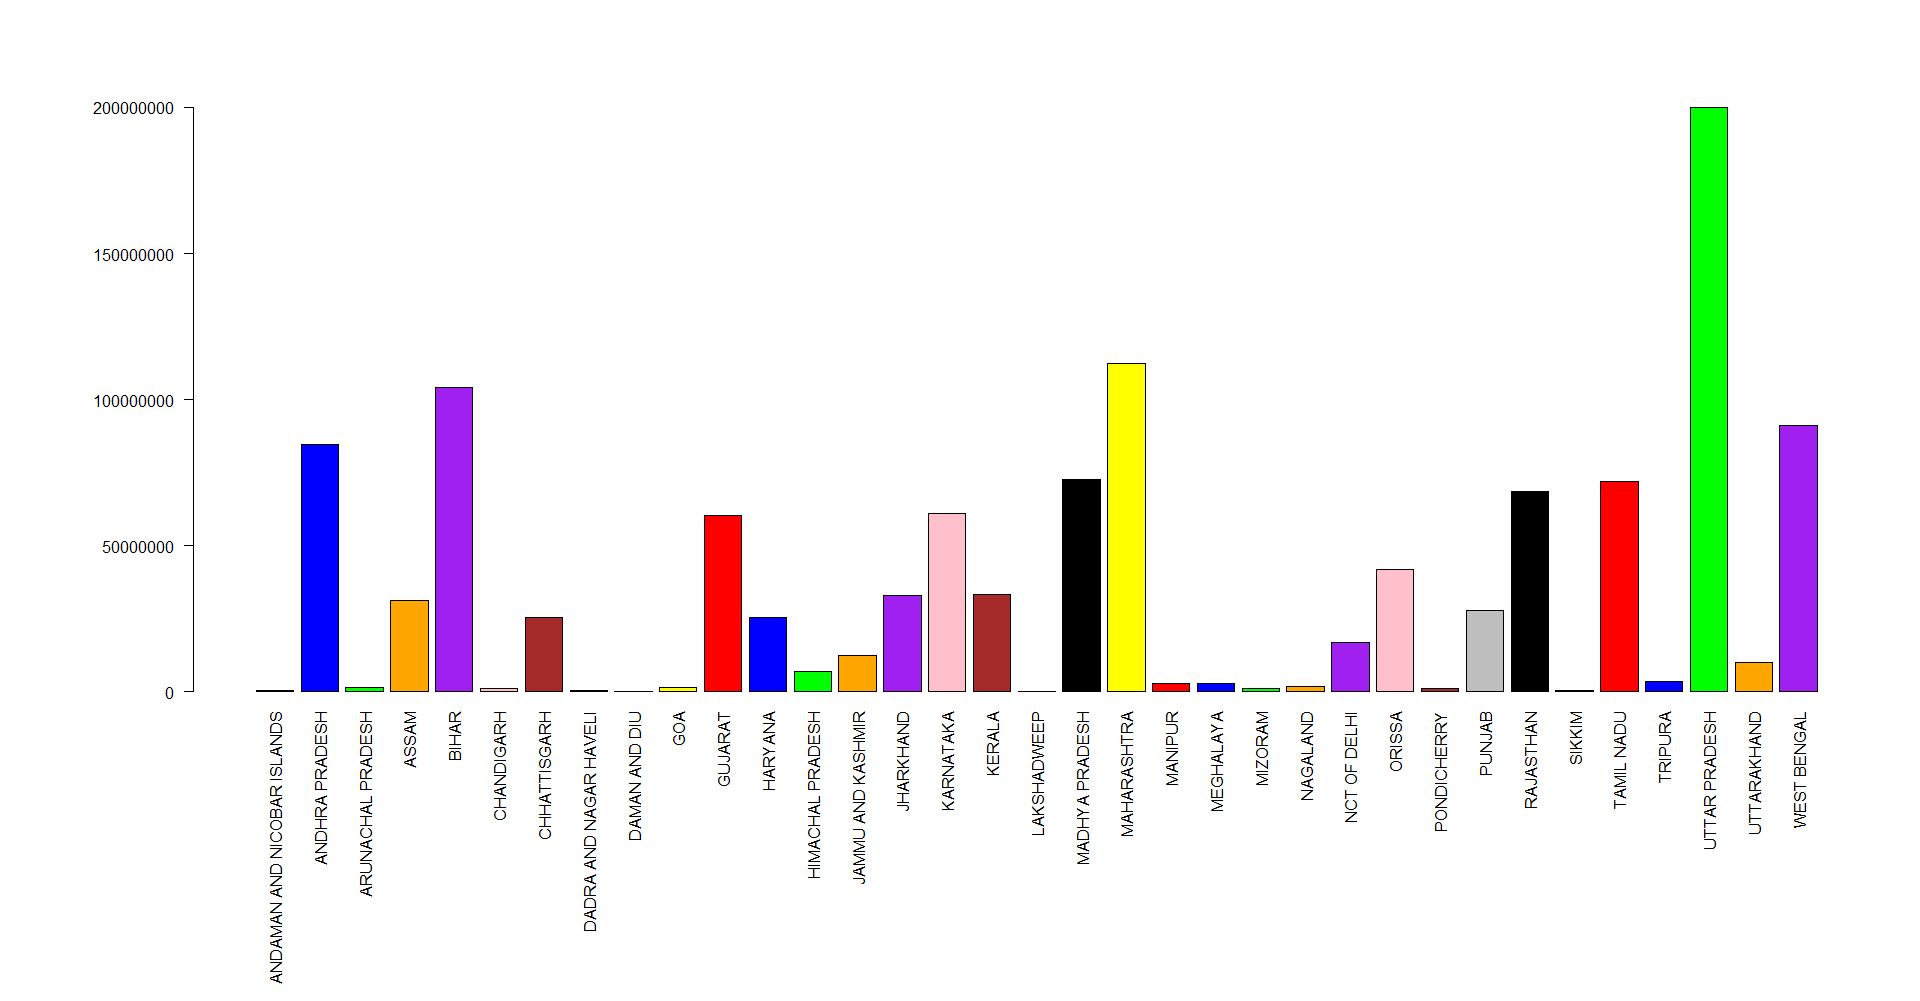 200000000
150000000
100000000
50000000
0
ANDAMAN AND NICOBAR ISLANDS
ANDHRA PRADESH
ARUNACHAL PRADESH
ASSAM
BIHAR
CHANDIGARH
CHHATTISGARH
DADRA AND NAGAR HAVELI
DAMAN AND DIU
GOA
GUJARAT
HARYANA
HIMACHAL PRADESH
JAMMU AND KASHMIR
JHARKHAND
KARNATAKA
KERALA
LAKSHADWEEP
MADHYA PRADESH
MAHARASHTRA
MANIPUR
MEGHALAYA
MIZORAM
NAGALAND
NCT OF DELHI
ORISSA
PONDICHERRY
PUNJAB
RAJASTHAN
SIKKIM
TAMIL NADU
TRIPURA
UTTAR PRADESH
UTTARAKHAND
WEST BENGAL